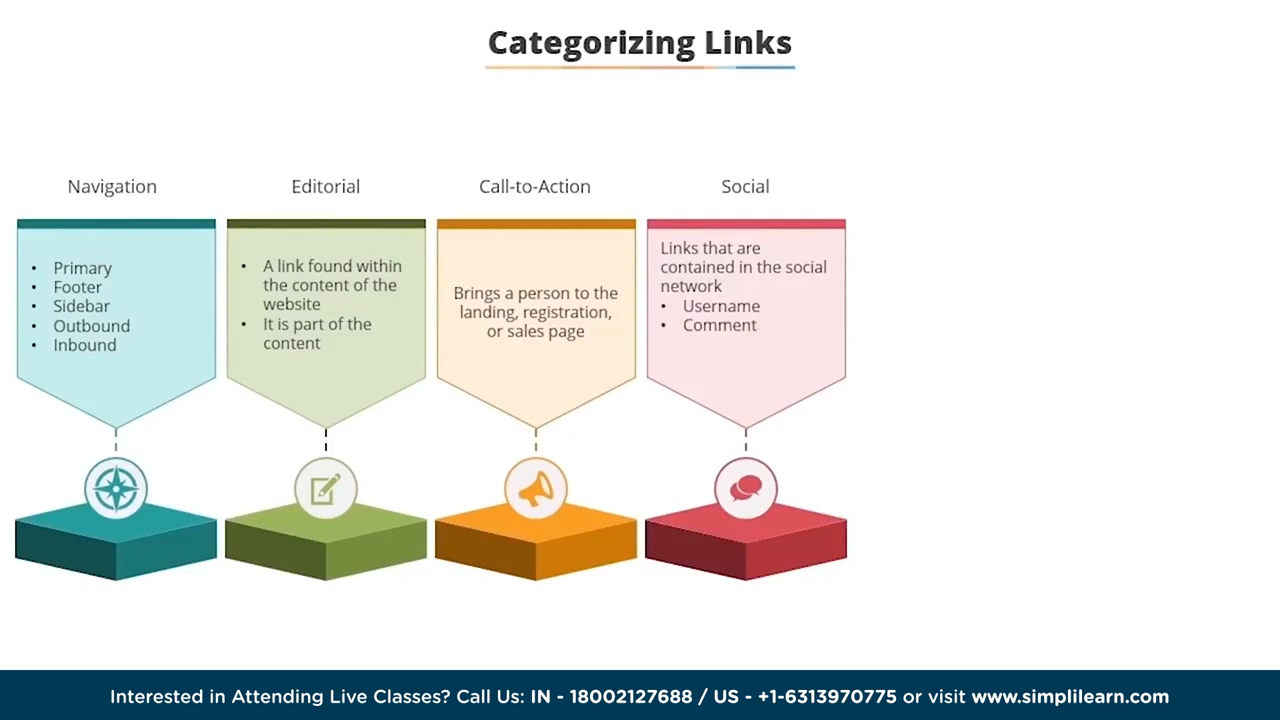 Categorizing Links
Navigation
• Primary
• Footer
• Sidebar
• Outbound
• Inbound
Editorial
• A link found within
the content of the
website
• It is part of the
content
Call-to-Action
Brings a person to the
landing, registration,
or sales page
Social
Links that are
contained in the social
network
• Username
• Comment
Interested in Attending Live Classes? Call Us: IN - 18002127688 / US - +1-6313970775 or visit www.simplilearn.com